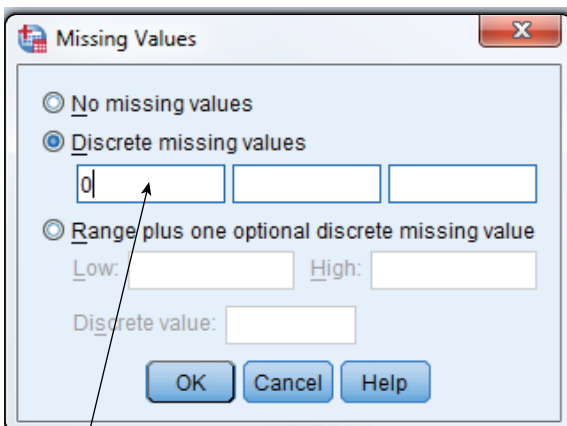 Missing Values
No missing values
Discrete missing values
0
Range plus one optional discrete missing value
Low: High:
Discrete value:
OK Cancel Help